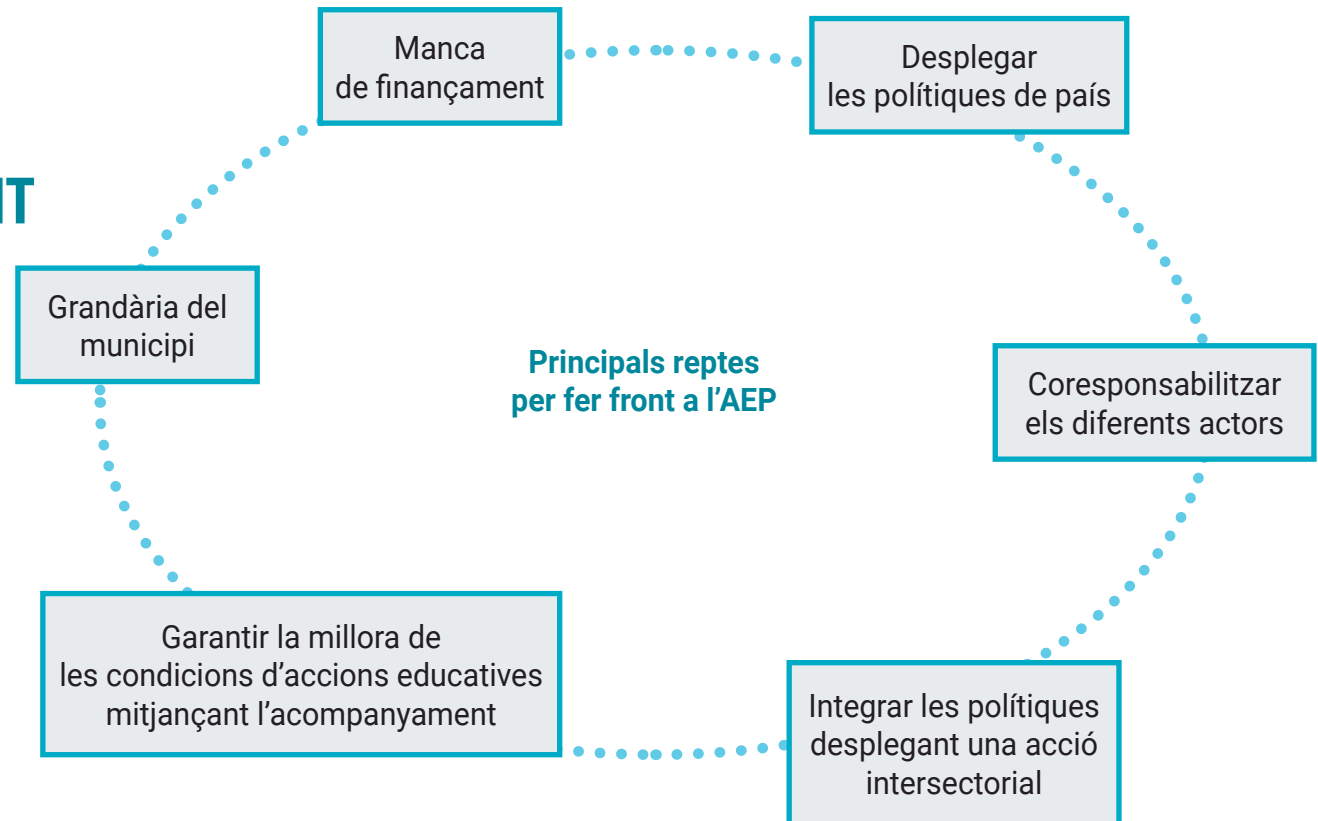 Manca
de finançament
Desplegar
les polítiques de país
Grandària del
municipi
Principals reptes
per fer front a l’AEP
Coresponsabilitzar
els diferents actors
Garantir la millora de
les condicions d’accions educatives
mitjançant l’acompanyament
Integrar les polítiques
desplegant una acció
intersectorial